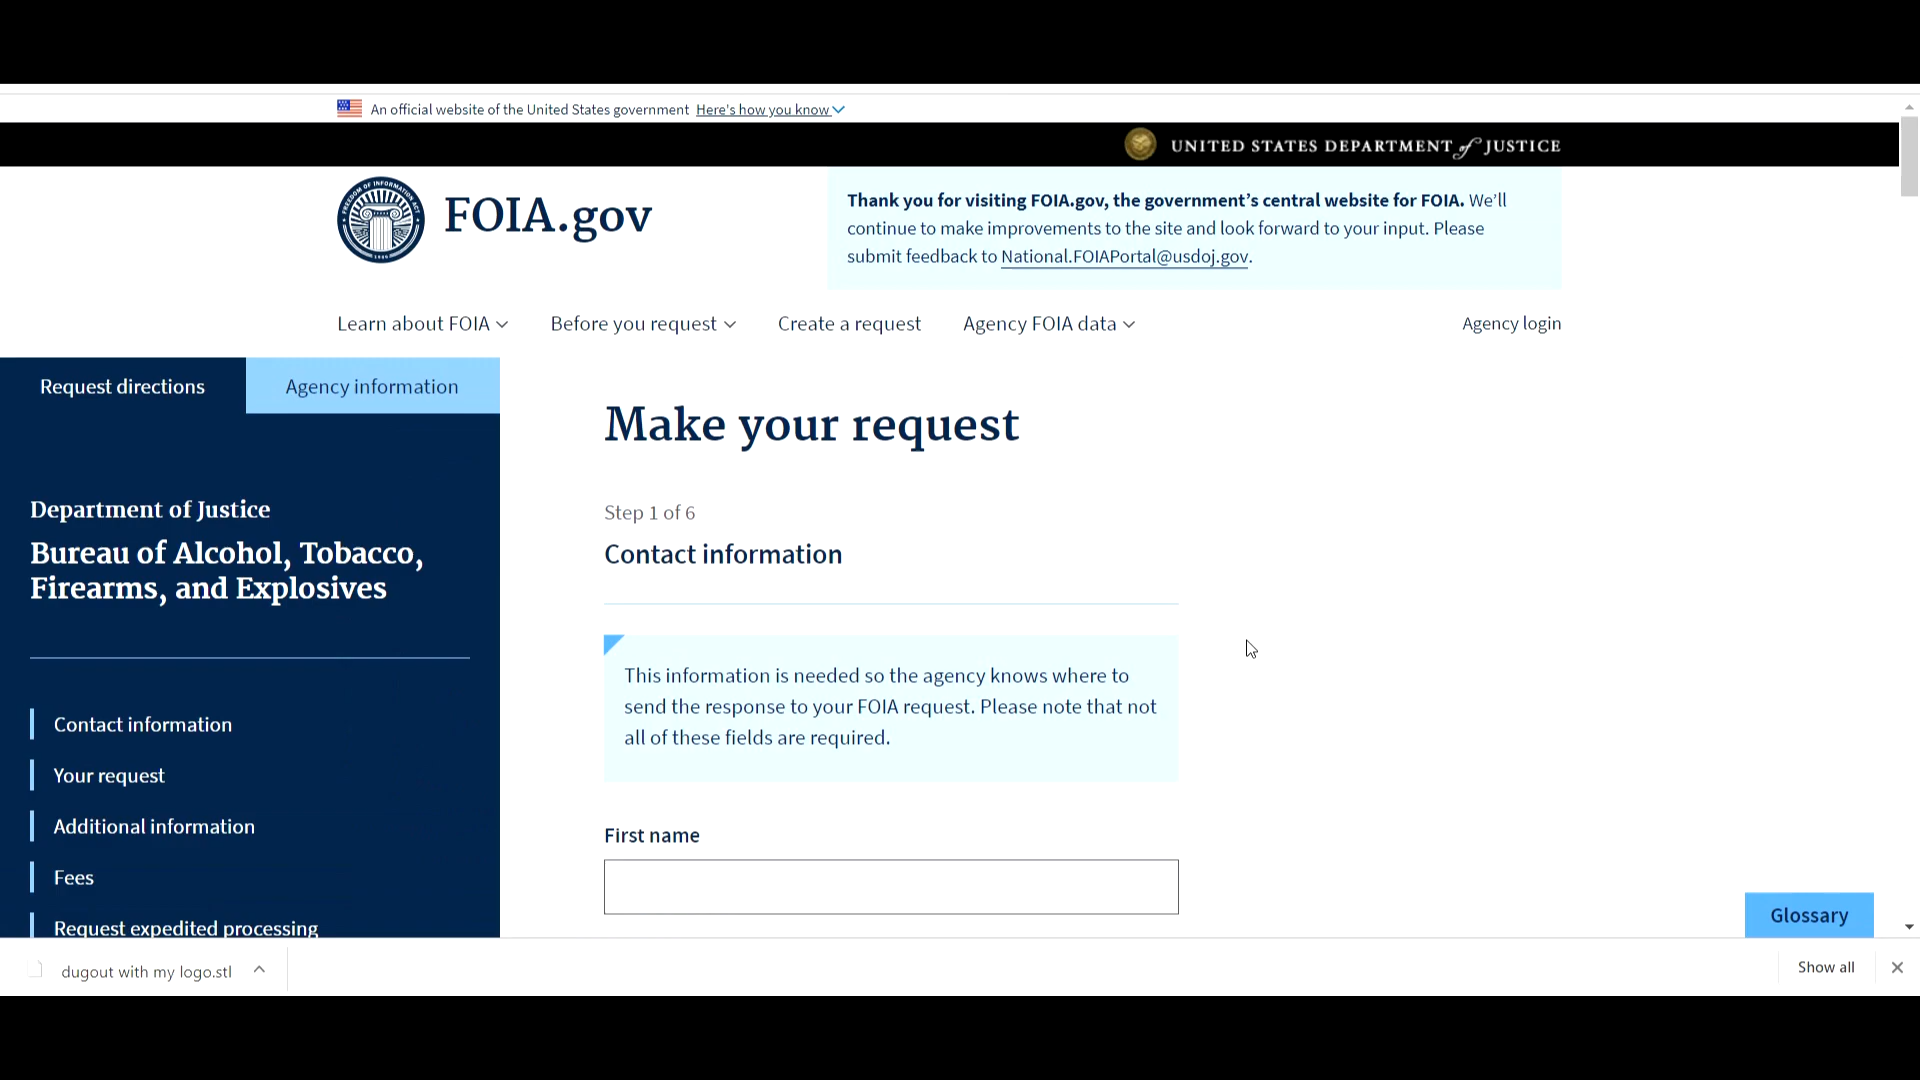 An official website of the United States government Here's how you know
UNITED STATES DEPARTMENT of JUSTICE
FOIA.gov
Thank you for visiting FOIA.gov, the government's central website for FOIA. We'll
continue to make improvements to the site and look forward to your input. Please
submit feedback to National.FOIAPortal@usdoj.gov.
Learn about FOIA Before you request Create a request Agency FOIA data Agency login
Request directions Agency information
Make your request
Step 1 of 6
Contact information
Department of Justice
Bureau of Alcohol, Tobacco,
Firearms, and Explosives
This information is needed so the agency knows where to
send the response to your FOIA request. Please note that not
all of these fields are required.
Contact information
Your request
Additional information
Fees
Request expedited processing
First name
Glossary
dugout with my logo.stl
Show all